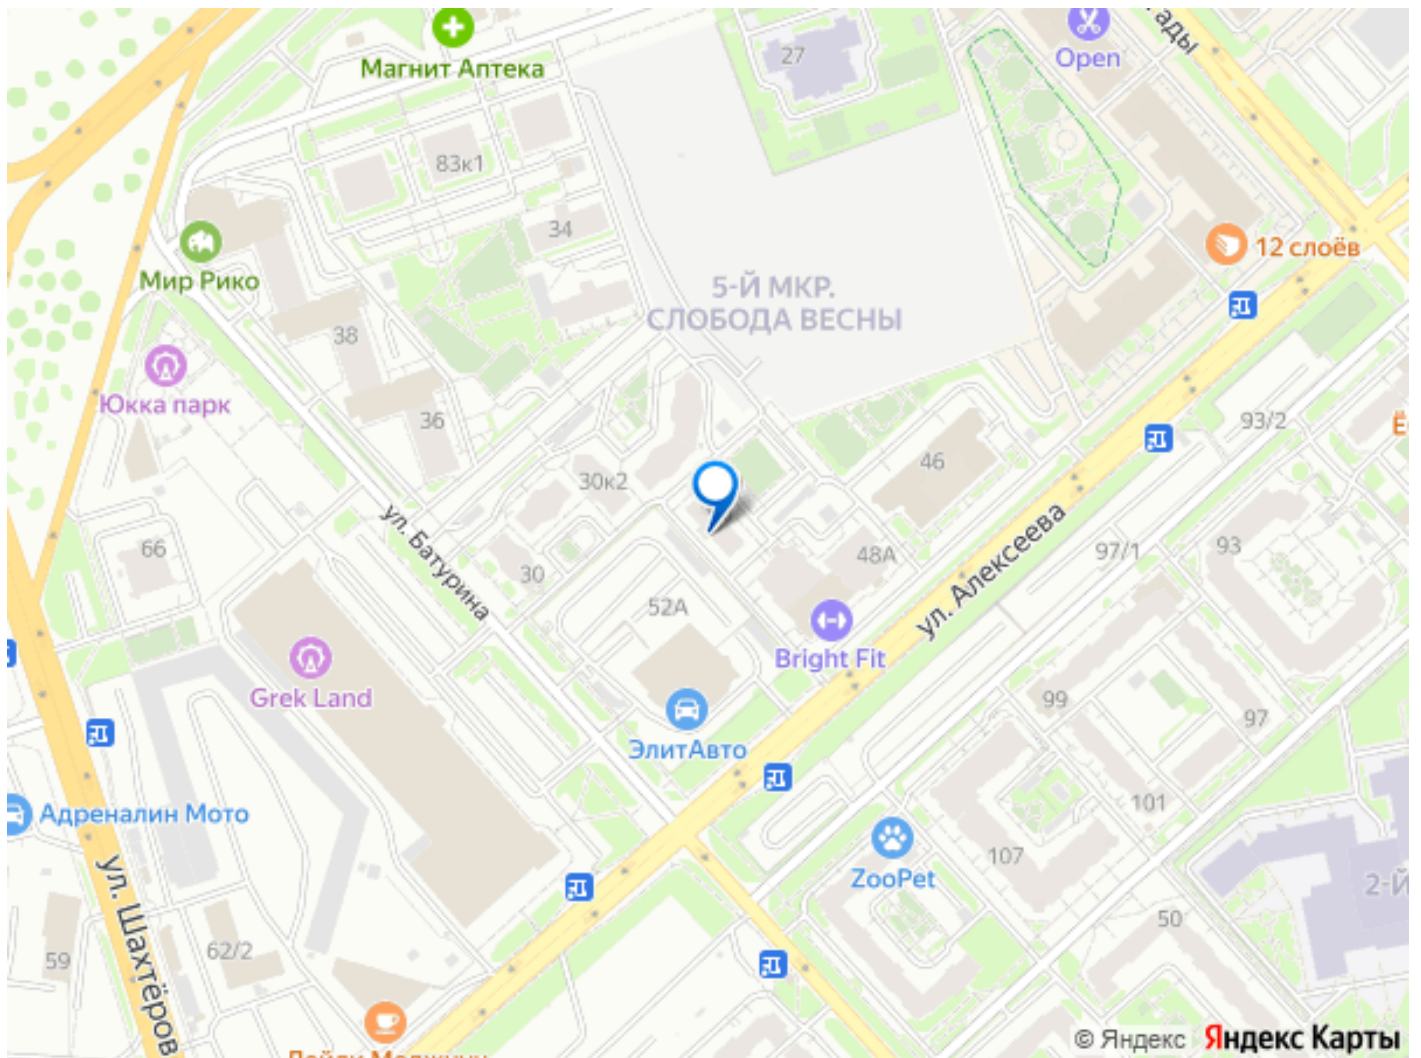 Магнит Аптека
27
Open
83к1
34
12 слоёв
Мир Рико
5-Й МКР.
СЛОБОДА ВЕСНЫ
38
Юкка парк
36
93/2
46
30к2
ул. Батурина
ул. Алексеева
66
48А
97/1
93
30
52А
Bright Fit
Grek Land
99
97
ЭлитАвто
101
Адреналин Мото
107
ZooPet
2-Й
50
ул. Шахтёров
62/2
59
© Яндекс Яндекс Карты